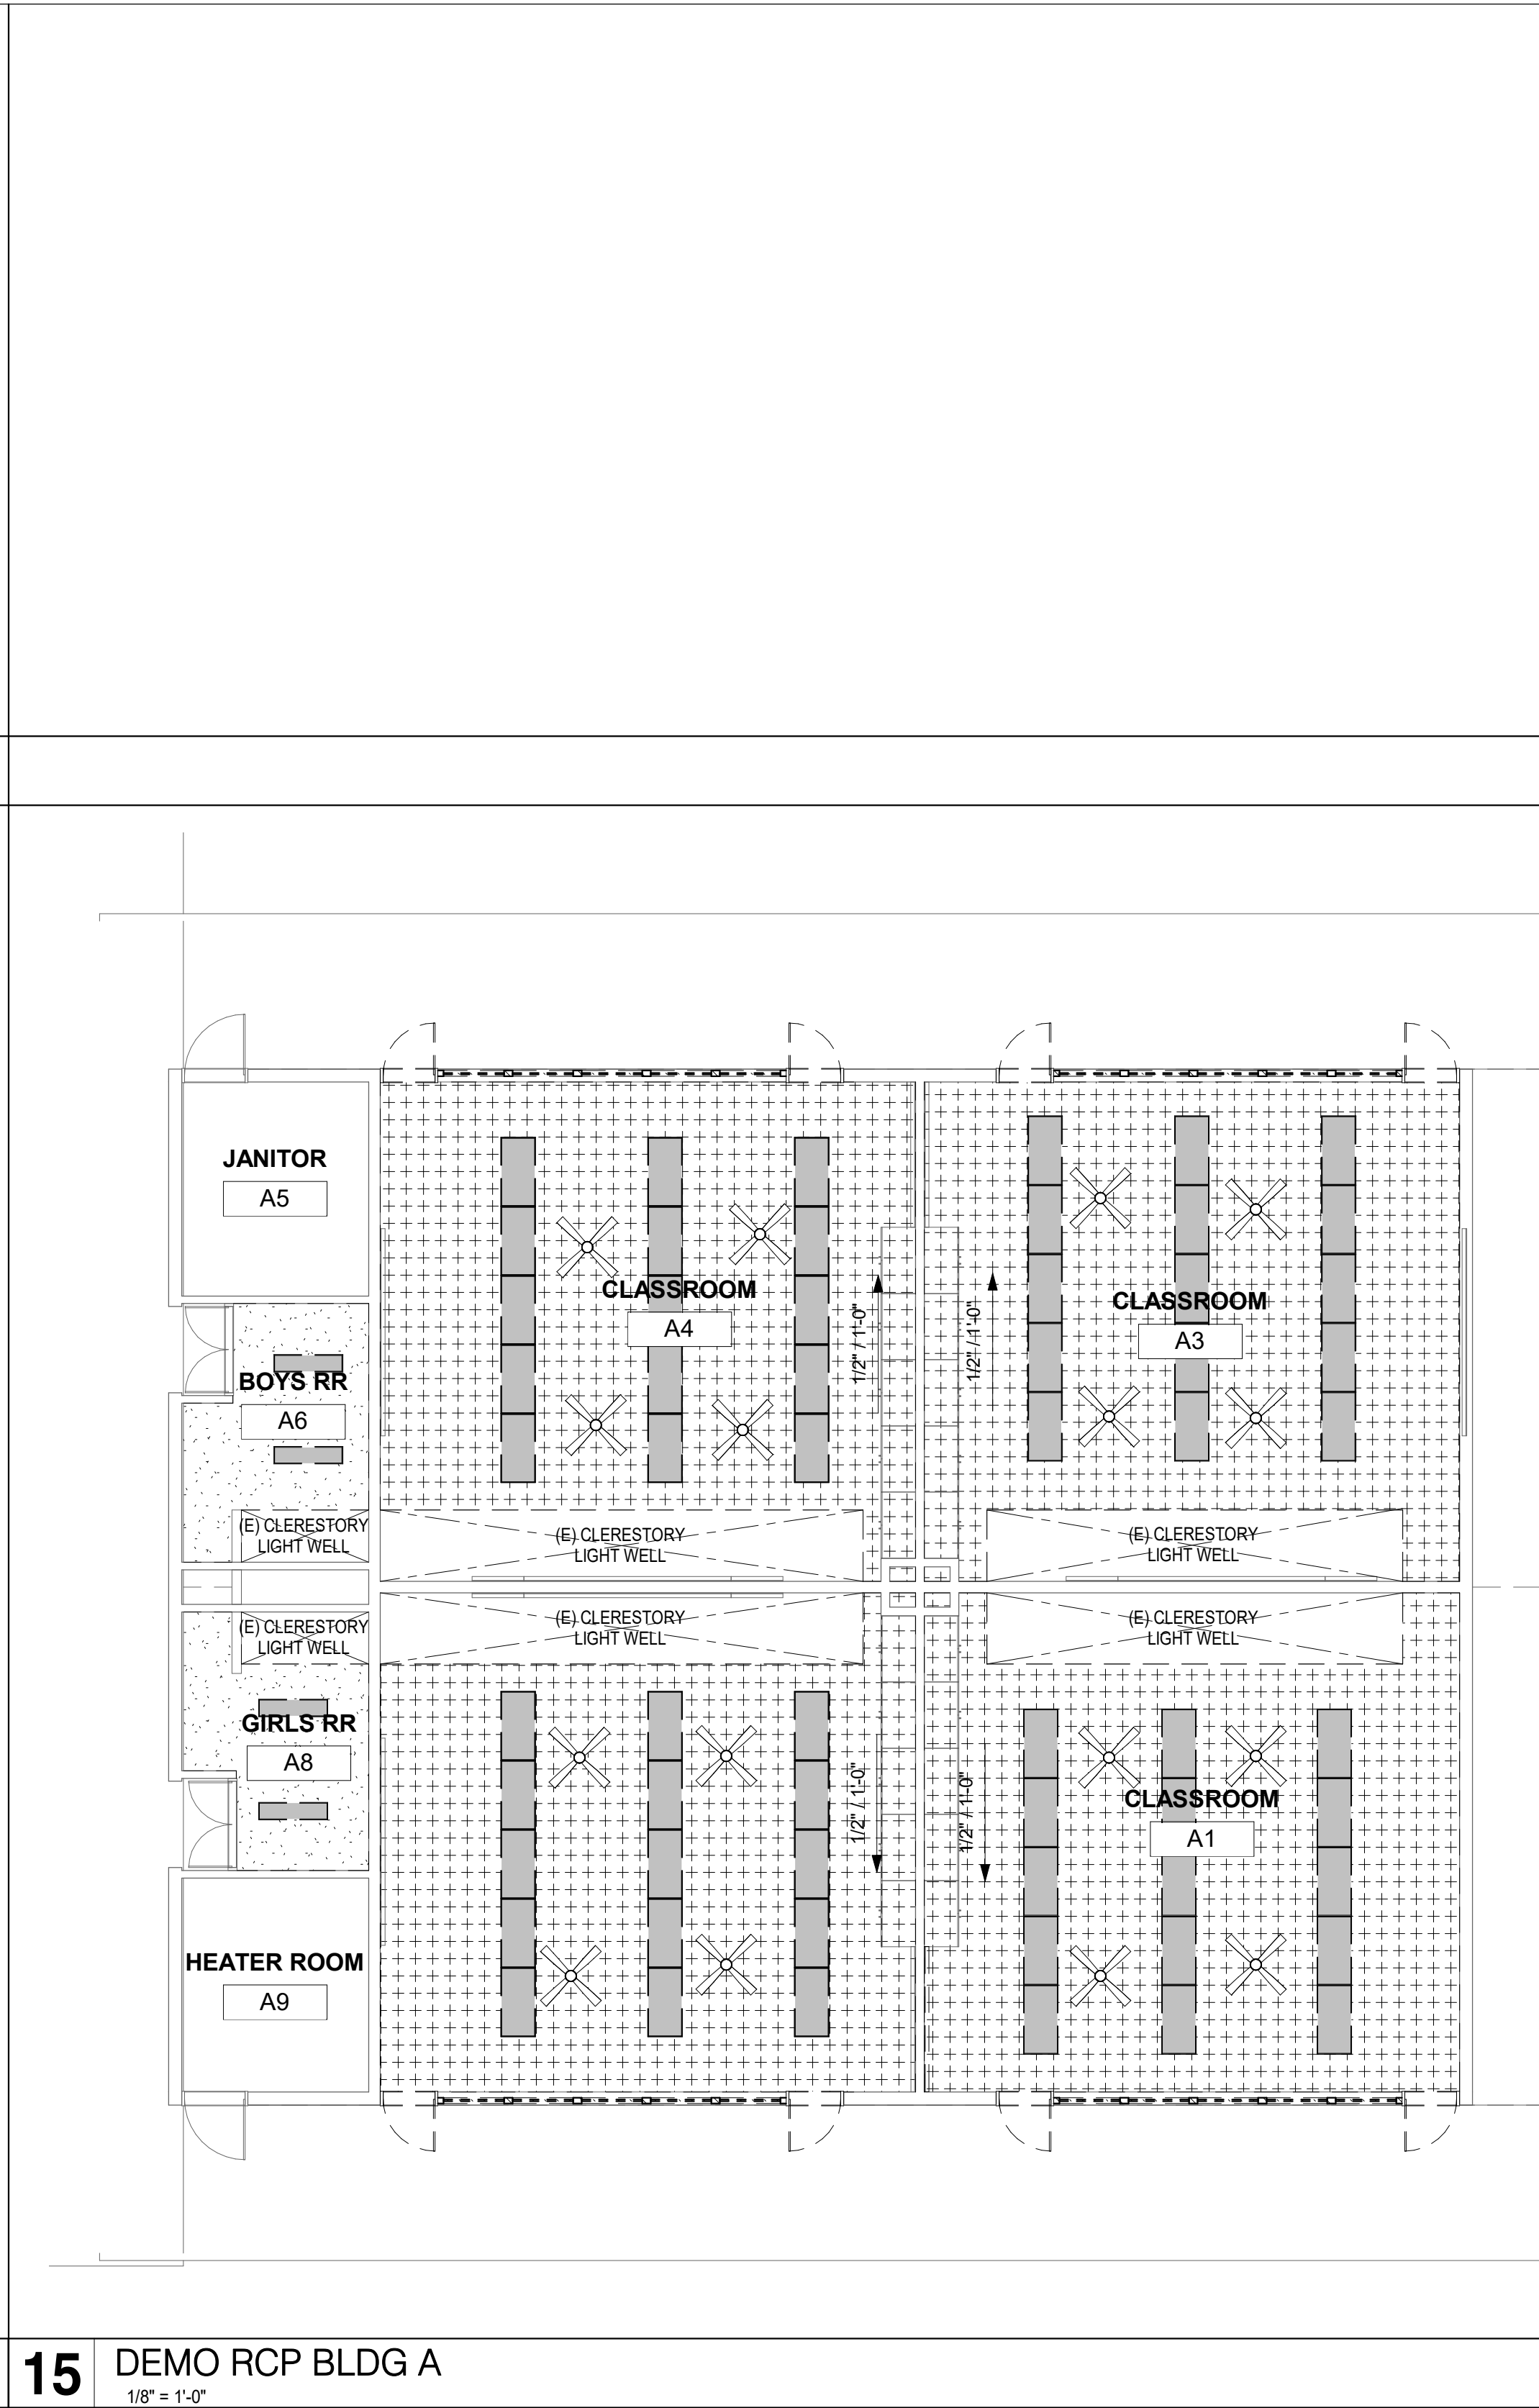 JANITOR
A5
BOYS RR
A6
(E) CLERESTORY
LIGHT WELL
CLASSROOM
A4
1/2" / 1'-0"
1/2" / 1'-0"
CLASSROOM
A3
(E) CLERESTORY
LIGHT WELL
(E) CLERESTORY
LIGHT WELL
(E) CLERESTORY
LIGHT WELL
(E) CLERESTORY
LIGHT WELL
(E) CLERESTORY
LIGHT WELL
GIRLS RR
A8
1/2" / 1'-0"
1/2" / 1'-0"
CLASSROOM
A1
HEATER ROOM
A9
15
DEMO RCP BLDG A
1/8" = 1'-0"